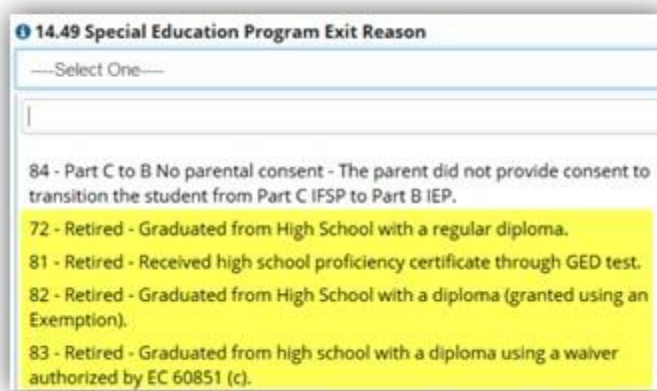 14.49 Special Education Program Exit Reason
----Select One----
84 - Part C to B No parental consent - The parent did not provide consent to
transition the student from Part C IFSP to Part B IEP.
72 - Retired - Graduated from High School with a regular diploma.
81 - Retired - Received high school proficiency certificate through GED test.
82 - Retired - Graduated from High School with a diploma (granted using an
Exemption).
83 - Retired - Graduated from high school with a diploma using a waiver
authorized by EC 60851 (c).